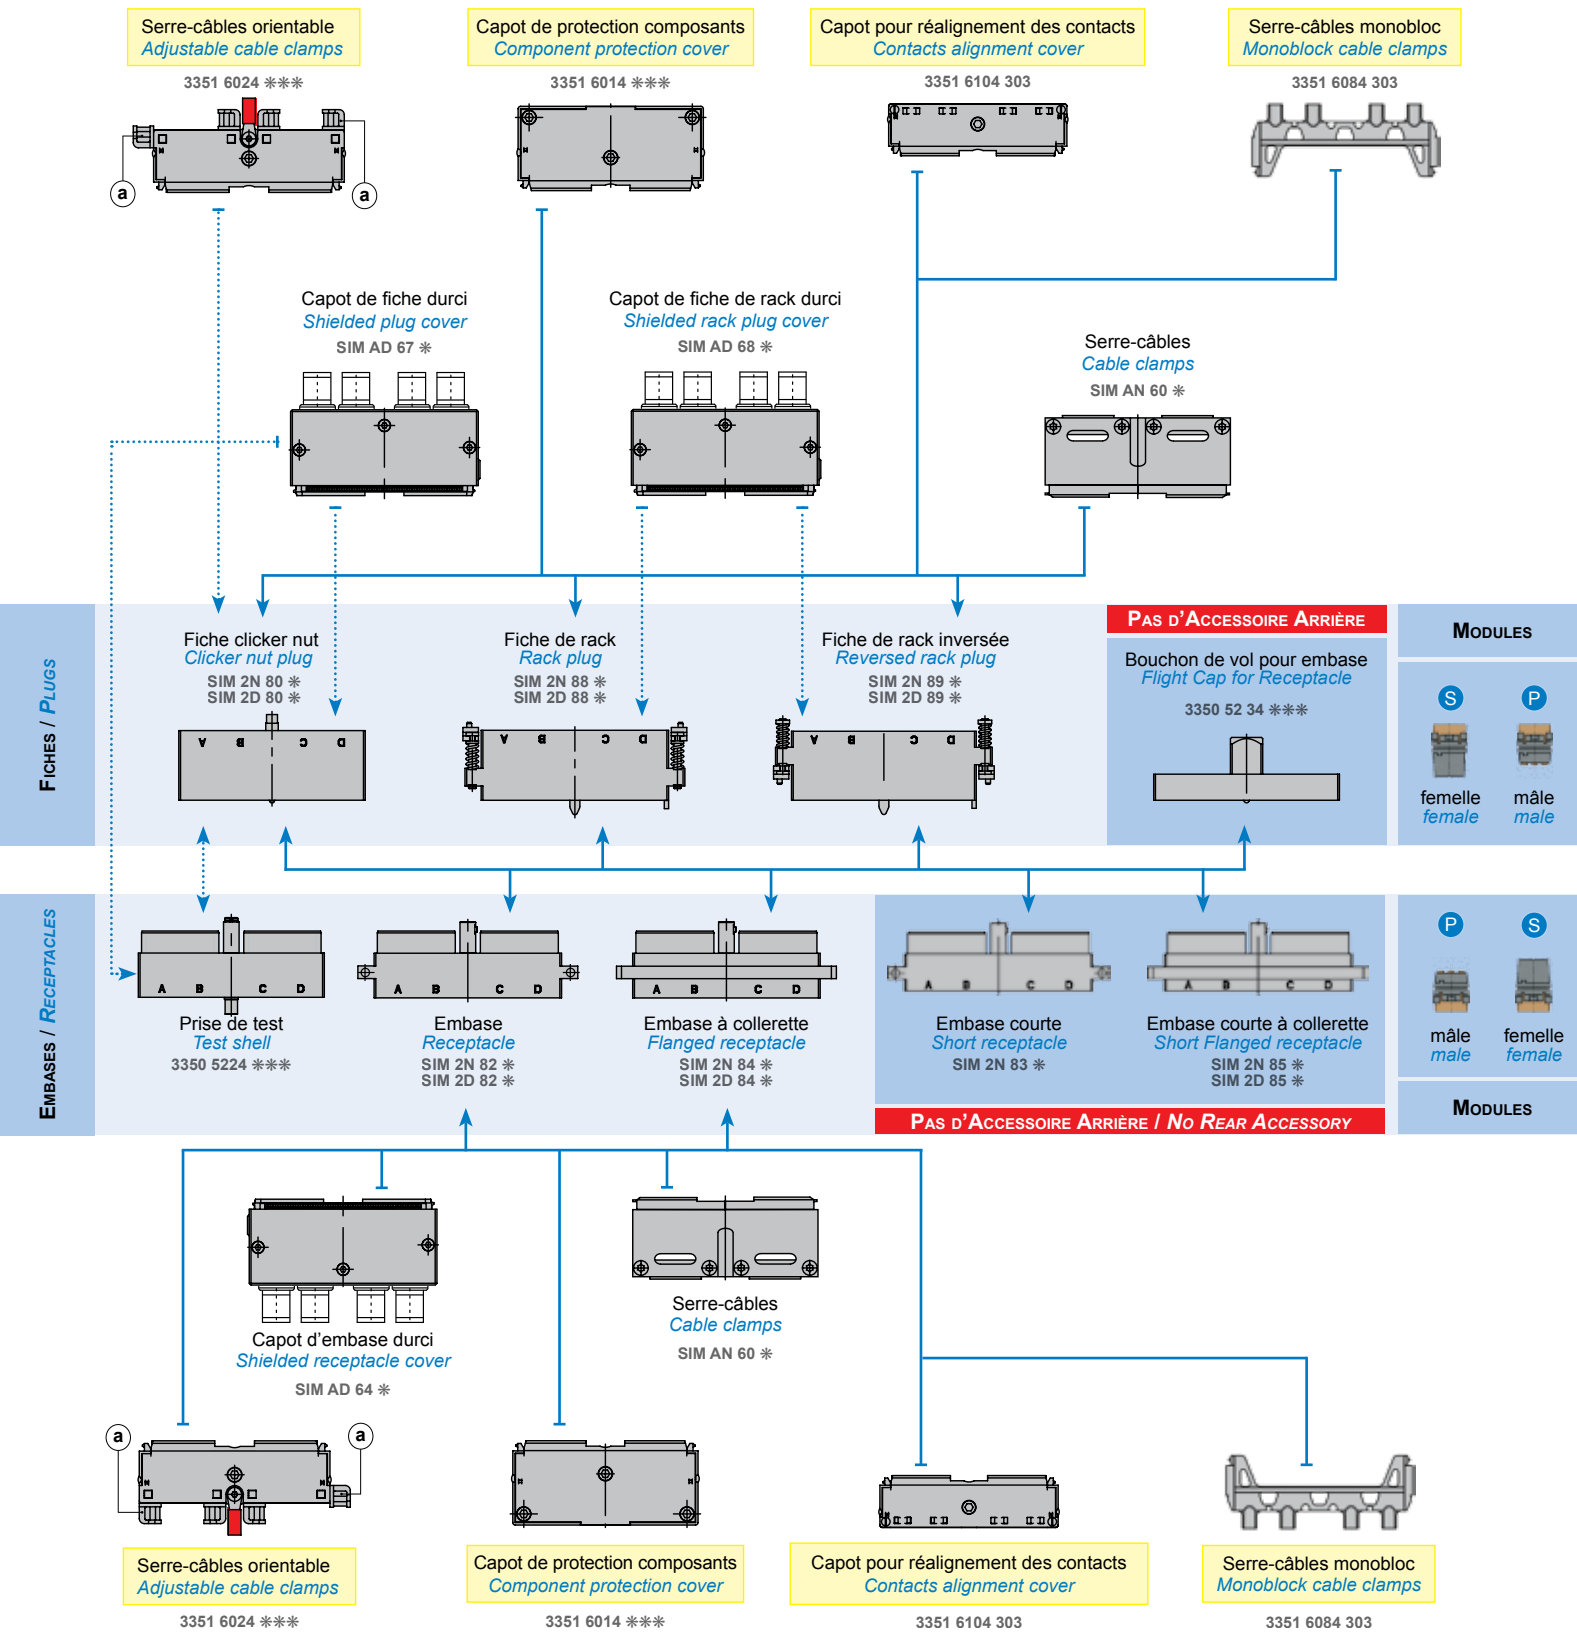 Serre-câbles orientable
Adjustable cable clamps
3351 6024 ✳✳✳
a
a
Capot de protection composants
Component protection cover
3351 6014 ✳✳✳
Capot pour réalignement des contacts
Contacts alignment cover
3351 6104 303
Serre-câbles monobloc
Monoblock cable clamps
3351 6084 303
Capot de fiche durci
Shielded plug cover
SIM AD 67 ✳
Capot de fiche de rack durci
Shielded rack plug cover
SIM AD 68 ✳
Serre-câbles
Cable clamps
SIM AN 60 ✳
FICHES / PLUGS
Fiche clicker nut
Clicker nut plug
SIM 2N 80 ✳
SIM 2D 80 ✳
A B C D
Fiche de rack
Rack plug
SIM 2N 88 ✳
SIM 2D 88 ✳
A B C D
Fiche de rack inversée
Reversed rack plug
SIM 2N 89 ✳
SIM 2D 89 ✳
A B C D
PAS D'ACCESSOIRE ARRIÈRE
Bouchon de vol pour embase
Flight Cap for Receptacle
3350 52 34 ✳✳✳
MODULES
S P
femelle mâle
female male
EMBASES / RECEPTACLES
A B C D
Prise de test
Test shell
3350 5224 ✳✳✳
A B C D
Embase
Receptacle
SIM 2N 82 ✳
SIM 2D 82 ✳
A B C D
Embase à collerette
Flanged receptacle
SIM 2N 84 ✳
SIM 2D 84 ✳
A B C D
Embase courte
Short receptacle
SIM 2N 83 ✳
A B C D
Embase courte à collerette
Short Flanged receptacle
SIM 2N 85 ✳
SIM 2D 85 ✳
PAS D'ACCESSOIRE ARRIÈRE / NO REAR ACCESSORY
P S
mâle femelle
male female
MODULES
Capot d'embase durci
Shielded receptacle cover
SIM AD 64 ✳
Serre-câbles
Cable clamps
SIM AN 60 ✳
a
a
Serre-câbles orientable
Adjustable cable clamps
3351 6024 ✳✳✳
Capot de protection composants
Component protection cover
3351 6014 ✳✳✳
Capot pour réalignement des contacts
Contacts alignment cover
3351 6104 303
Serre-câbles monobloc
Monoblock cable clamps
3351 6084 303